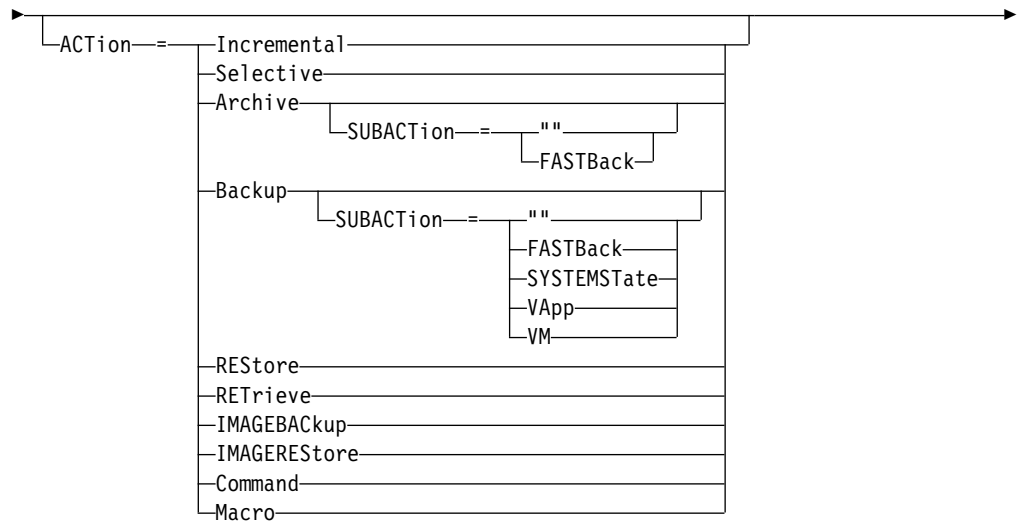 ACTion = Incremental
Selective
Archive
SUBACTion = ""
FASTBack
Backup
SUBACTion = ""
FASTBack
SYSTEMSTate
VApp
VM
REStore
RETrieve
IMAGEBACkup
IMAGEREStore
Command
Macro